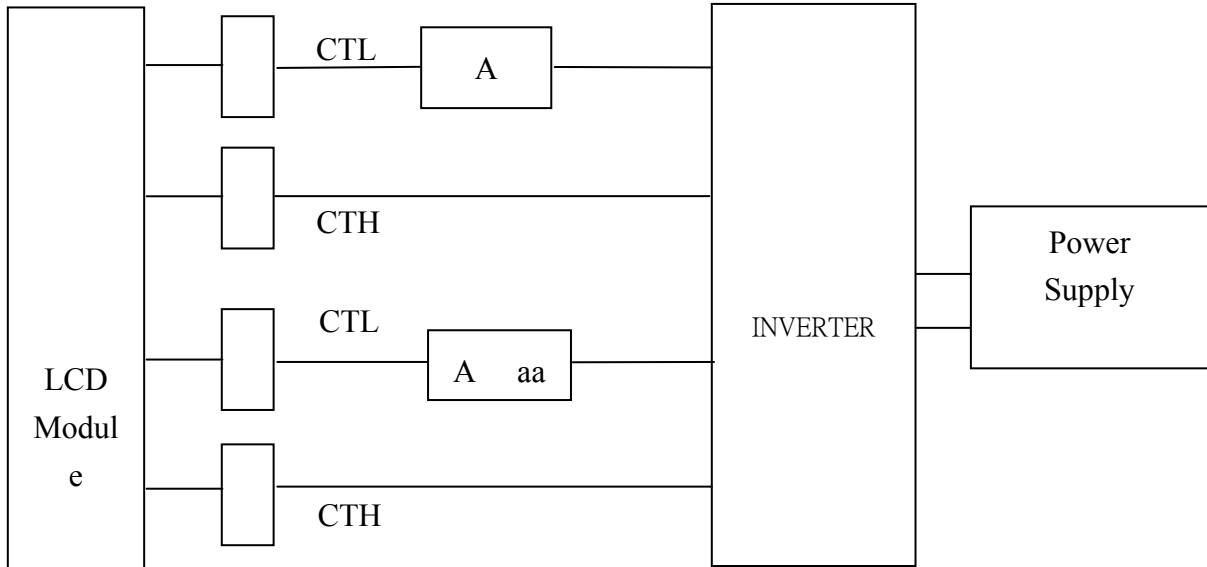 CTL
A
CTH
Power
Supply
CTL
INVERTER
A aa
LCD
Modul
e
CTH